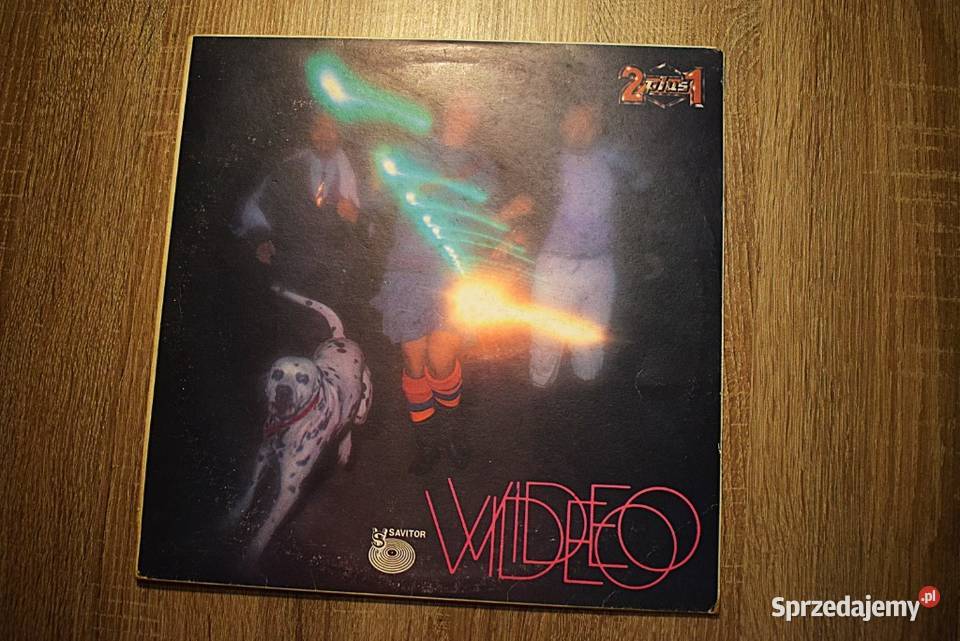 2 plus 1
SAVITOR
VIDEO
Sprzedajemy.pl